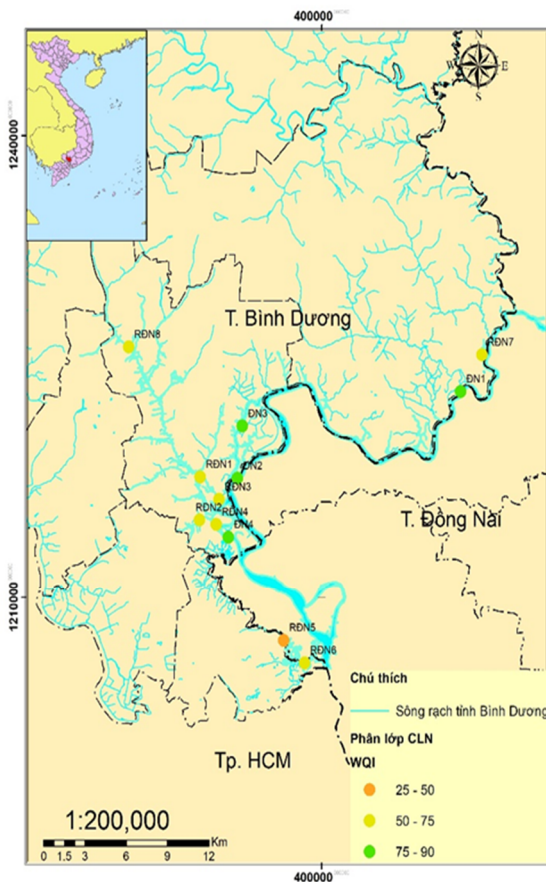 400000
N
W
E
S
1240000
T. Bình Dương
RĐN8
RĐN7
ĐN1
ĐN3
RĐN1
ĐN2
RĐN3
RĐN2
RĐN4
ĐN4
T. Đồng Nai
1210000
RĐN5
RĐN6
Chú thích
Sông rạch tỉnh Bình Dương
Phân lớp CLN
WQI
25 - 50
50 - 75
75 - 90
Tp. HCM
1:200,000
Km
0 1.5 3 6 9 12
400000